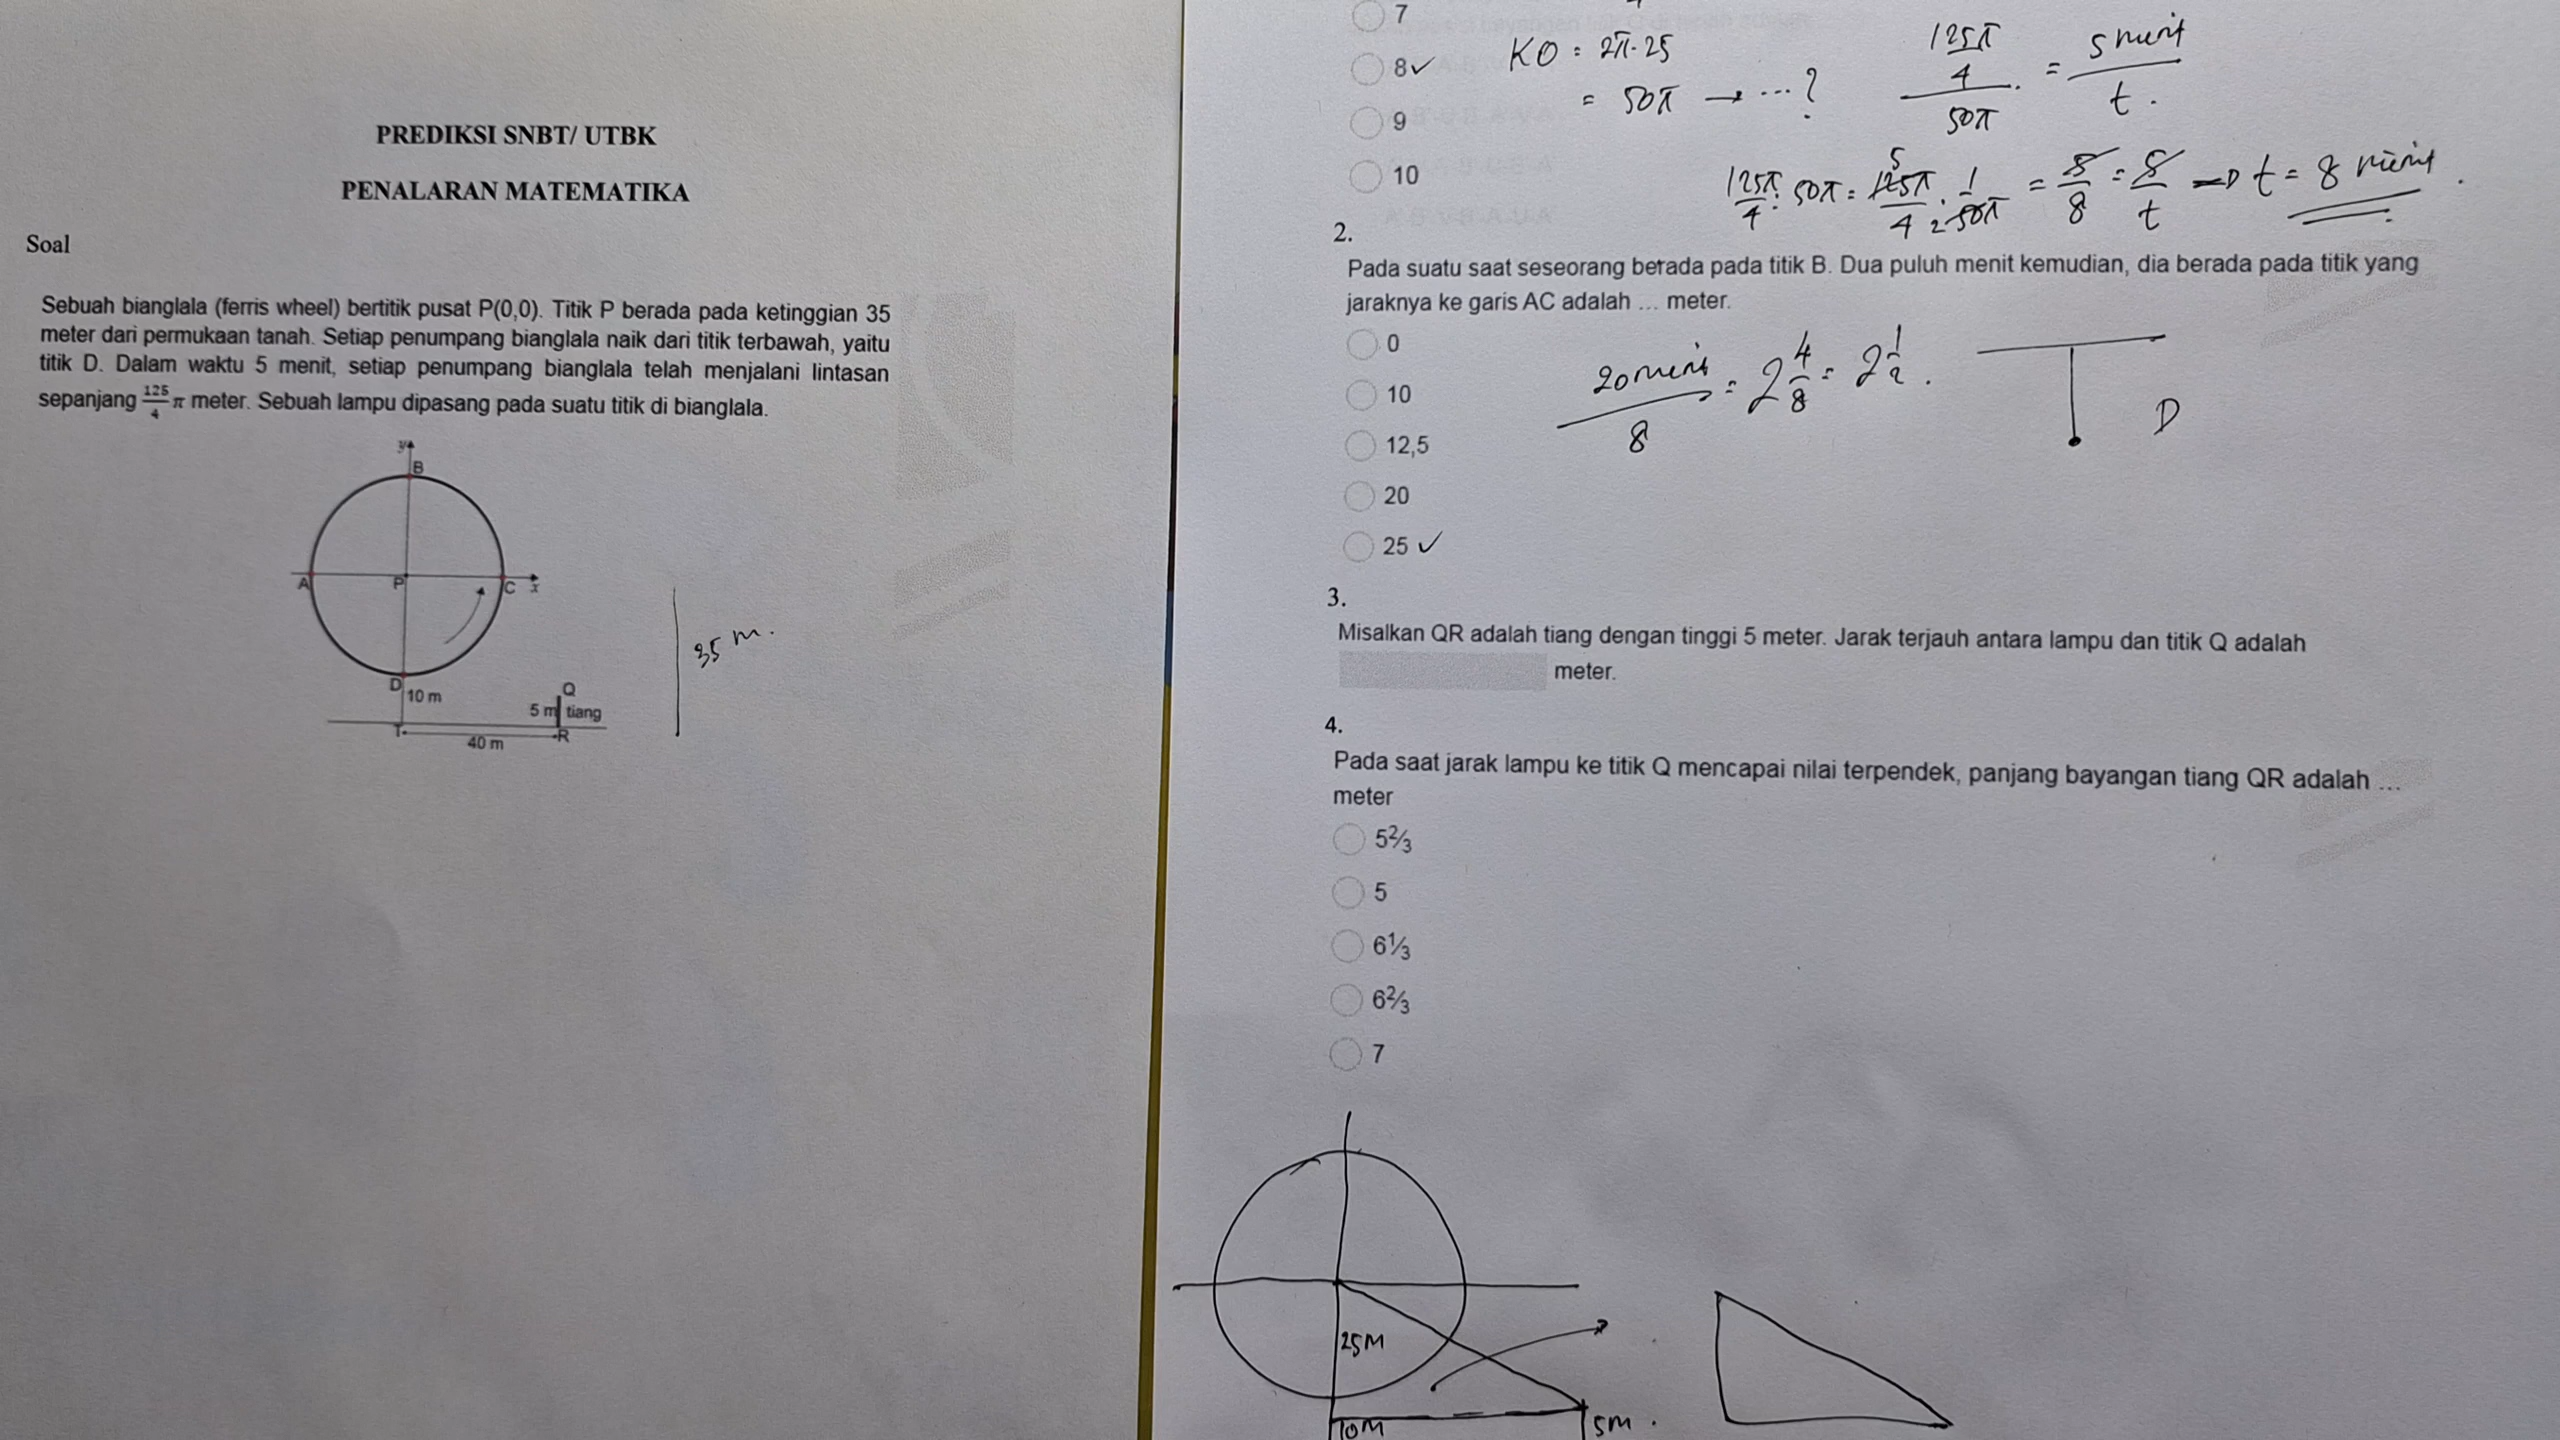 PREDIKSI SNBT/ UTBK
PENALARAN MATEMATIKA
Soal
Sebuah bianglala (ferris wheel) bertitik pusat P(0,0). Titik P berada pada ketinggian 35
meter dari permukaan tanah. Setiap penumpang bianglala naik dari titik terbawah, yaitu
titik D. Dalam waktu 5 menit, setiap penumpang bianglala telah menjalani lintasan
sepanjang 125/4 π meter. Sebuah lampu dipasang pada suatu titik di bianglala.
y
B
A P C x
D
10 m
Q
5 m tiang
T R
40 m
35 m.
7
8✓
9
10
KO = 2π·25
= 50π → ...?
125π/4 / 50π = 5 menit / t.
125π/4 : 50π = 125π/4 · 1/50π = 5/8 = 5/t → t = 8 menit.
5
2
2.
Pada suatu saat seseorang berada pada titik B. Dua puluh menit kemudian, dia berada pada titik yang
jaraknya ke garis AC adalah ... meter.
0
10
12,5
20
25 ✓
20 menit / 8 = 2 4/8 = 2 1/2.
D
3.
Misalkan QR adalah tiang dengan tinggi 5 meter. Jarak terjauh antara lampu dan titik Q adalah
meter.
4.
Pada saat jarak lampu ke titik Q mencapai nilai terpendek, panjang bayangan tiang QR adalah ...
meter
5⅔
5
6⅓
6⅔
7
25M
10M
5M.